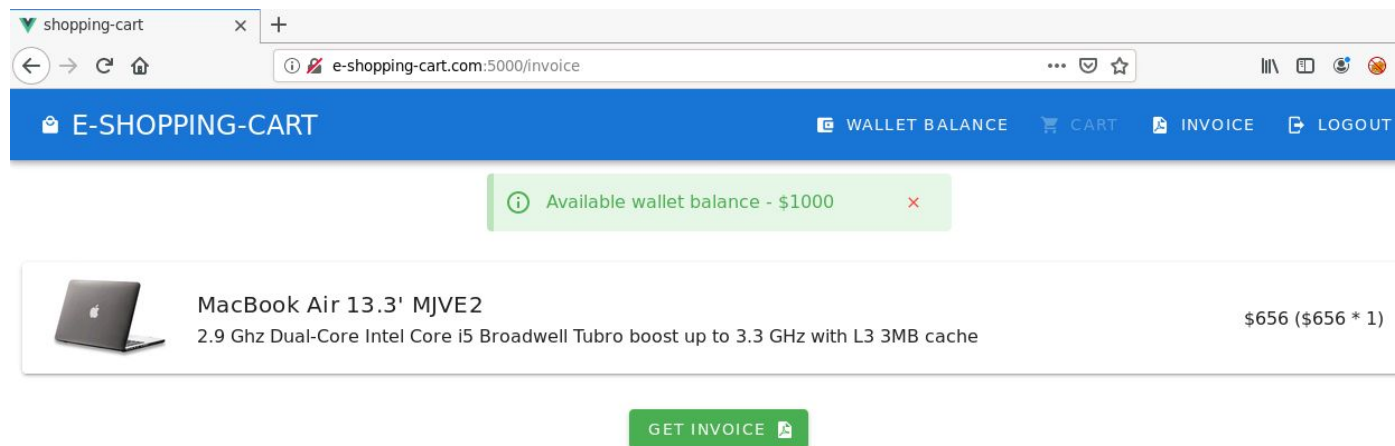 shopping-cart
e-shopping-cart.com:5000/invoice
E-SHOPPING-CART WALLET BALANCE CART INVOICE LOGOUT
Available wallet balance - $1000
MacBook Air 13.3' MJVE2
2.9 Ghz Dual-Core Intel Core i5 Broadwell Tubro boost up to 3.3 GHz with L3 3MB cache
$656 ($656 * 1)
GET INVOICE